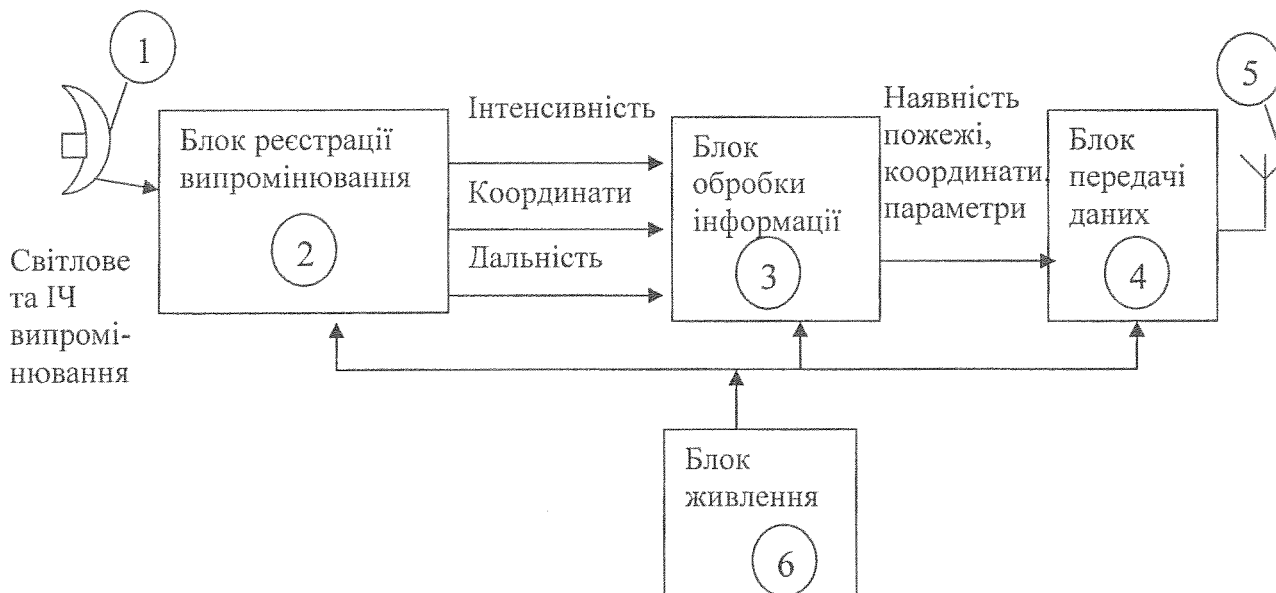 1
5
Блок реєстрації
випромінювання
2
Інтенсивність
Координати
Дальність
Блок
обробки
інформації
3
Наявність
пожежі,
координати,
параметри
Блок
передачі
даних
4
Світлове
та ІЧ
випромі-
нювання
Блок
живлення
6